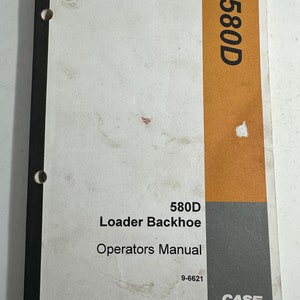 580D
580D
Loader Backhoe
Operators Manual
9-6621
CASE